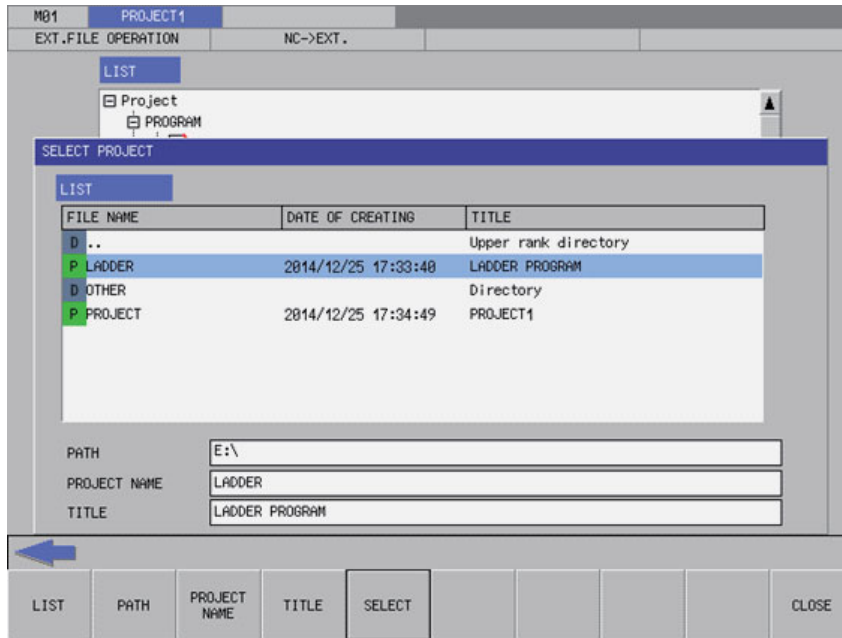 M01 PROJECT1
EXT.FILE OPERATION NC->EXT.
LIST
Project
PROGRAM
SELECT PROJECT
LIST
FILE NAME DATE OF CREATING TITLE
D .. Upper rank directory
P LADDER 2014/12/25 17:33:40 LADDER PROGRAM
D OTHER Directory
P PROJECT 2014/12/25 17:34:49 PROJECT1
PATH E:\
PROJECT NAME LADDER
TITLE LADDER PROGRAM
LIST PATH PROJECT NAME TITLE SELECT CLOSE